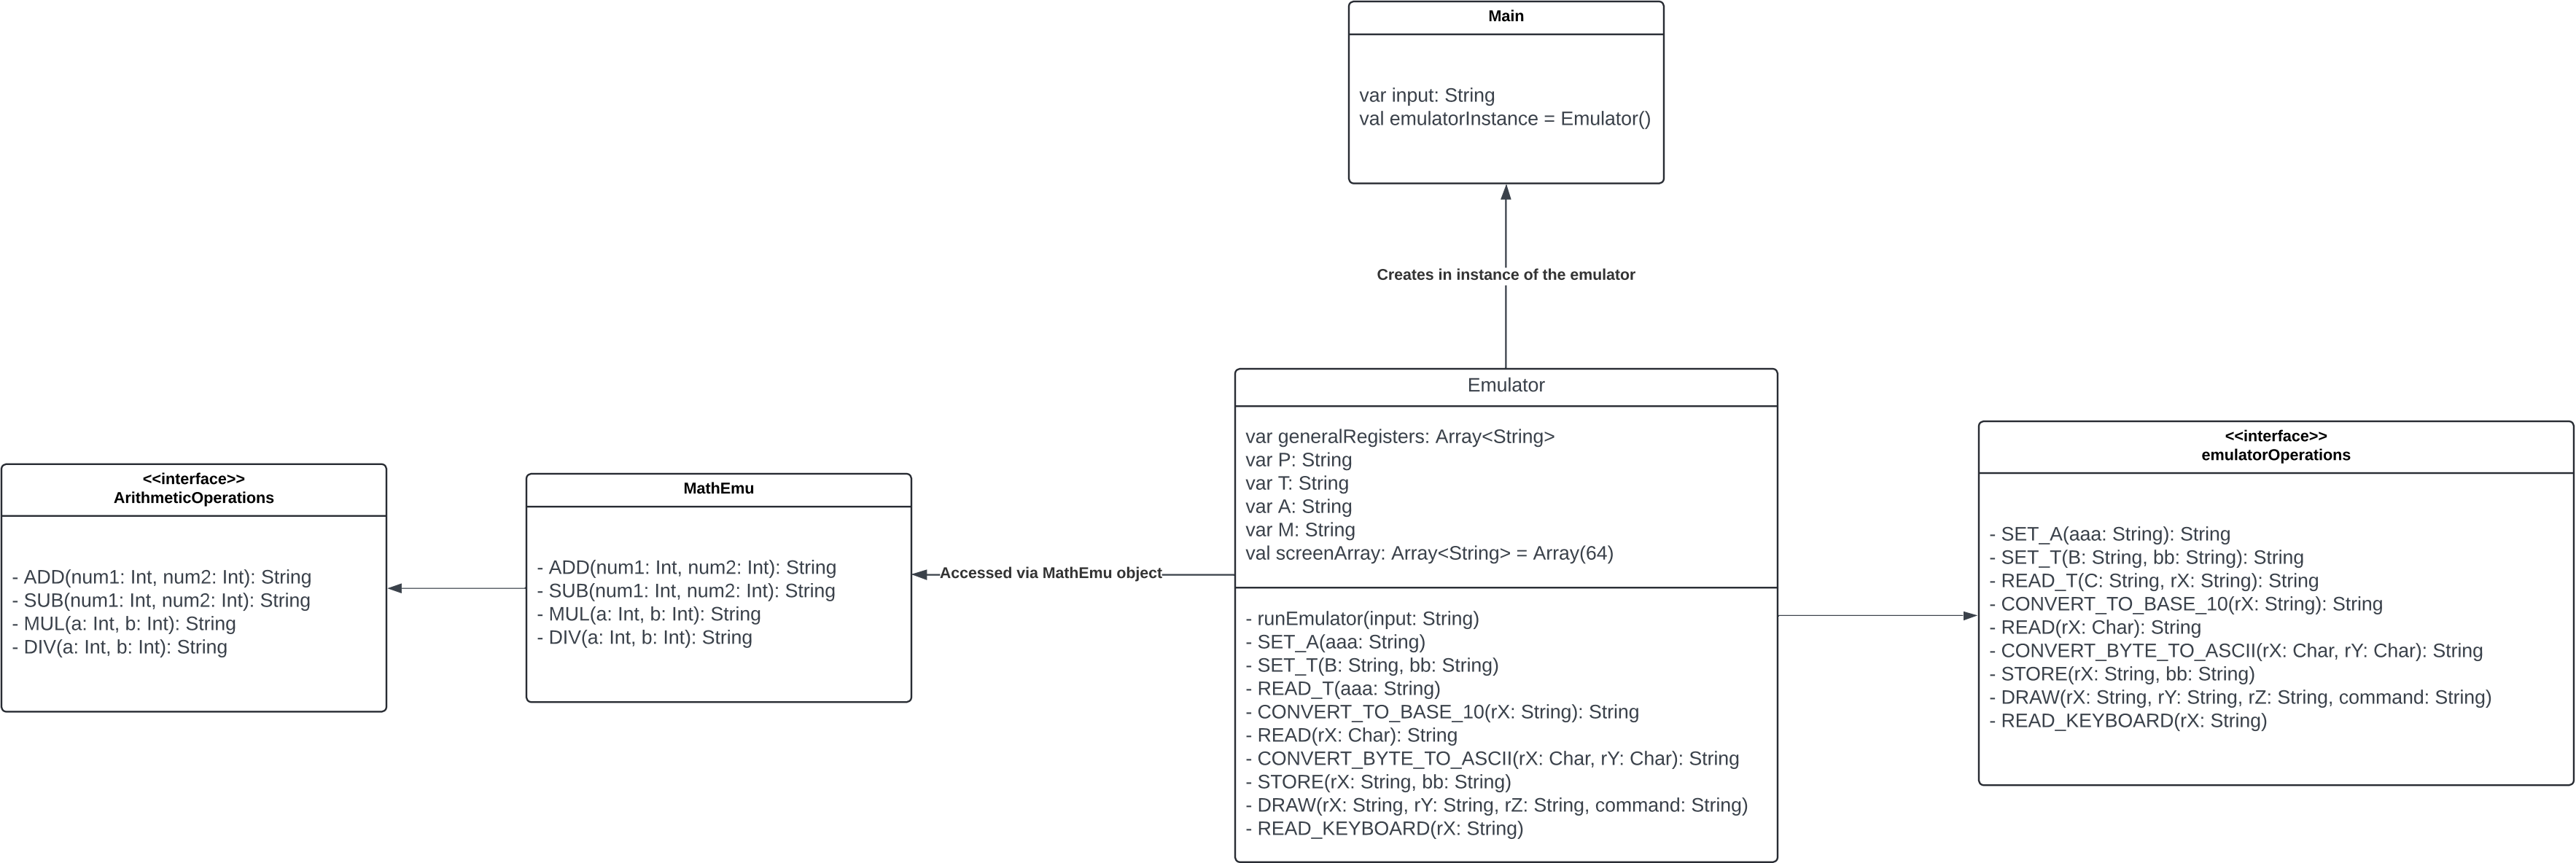 Main
var input: String
val emulatorInstance = Emulator()
Creates in instance of the emulator
<<interface>>
ArithmeticOperations
- ADD(num1: Int, num2: Int): String
- SUB(num1: Int, num2: Int): String
- MUL(a: Int, b: Int): String
- DIV(a: Int, b: Int): String
MathEmu
- ADD(num1: Int, num2: Int): String
- SUB(num1: Int, num2: Int): String
- MUL(a: Int, b: Int): String
- DIV(a: Int, b: Int): String
Accessed via MathEmu object
Emulator
var generalRegisters: Array<String>
var P: String
var T: String
var A: String
var M: String
val screenArray: Array<String> = Array(64)
- runEmulator(input: String)
- SET_A(aaa: String)
- SET_T(B: String, bb: String)
- READ_T(aaa: String)
- CONVERT_TO_BASE_10(rX: String): String
- READ(rX: Char): String
- CONVERT_BYTE_TO_ASCII(rX: Char, rY: Char): String
- STORE(rX: String, bb: String)
- DRAW(rX: String, rY: String, rZ: String, command: String)
- READ_KEYBOARD(rX: String)
<<interface>>
emulatorOperations
- SET_A(aaa: String): String
- SET_T(B: String, bb: String): String
- READ_T(C: String, rX: String): String
- CONVERT_TO_BASE_10(rX: String): String
- READ(rX: Char): String
- CONVERT_BYTE_TO_ASCII(rX: Char, rY: Char): String
- STORE(rX: String, bb: String)
- DRAW(rX: String, rY: String, rZ: String, command: String)
- READ_KEYBOARD(rX: String)